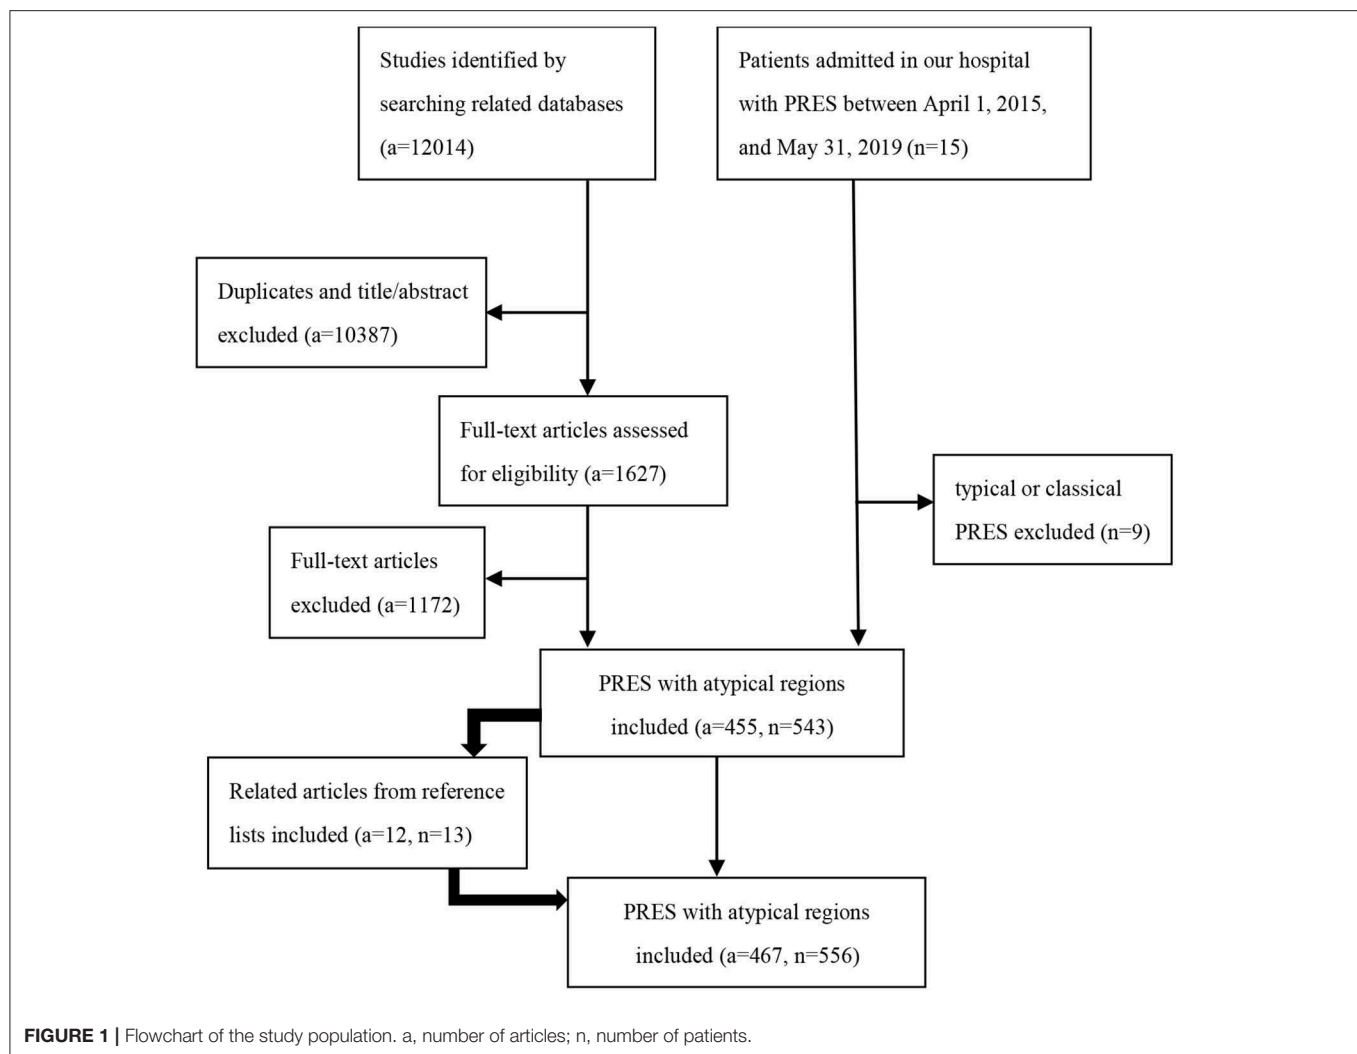 Studies identified by
searching related databases
(a=12014)
Patients admitted in our hospital
with PRES between April 1, 2015,
and May 31, 2019 (n=15)
Duplicates and title/abstract
excluded (a=10387)
Full-text articles assessed
for eligibility (a=1627)
typical or classical
PRES excluded (n=9)
Full-text articles
excluded (a=1172)
PRES with atypical regions
included (a=455, n=543)
Related articles from reference
lists included (a=12, n=13)
PRES with atypical regions
included (a=467, n=556)
FIGURE 1 | Flowchart of the study population. a, number of articles; n, number of patients.